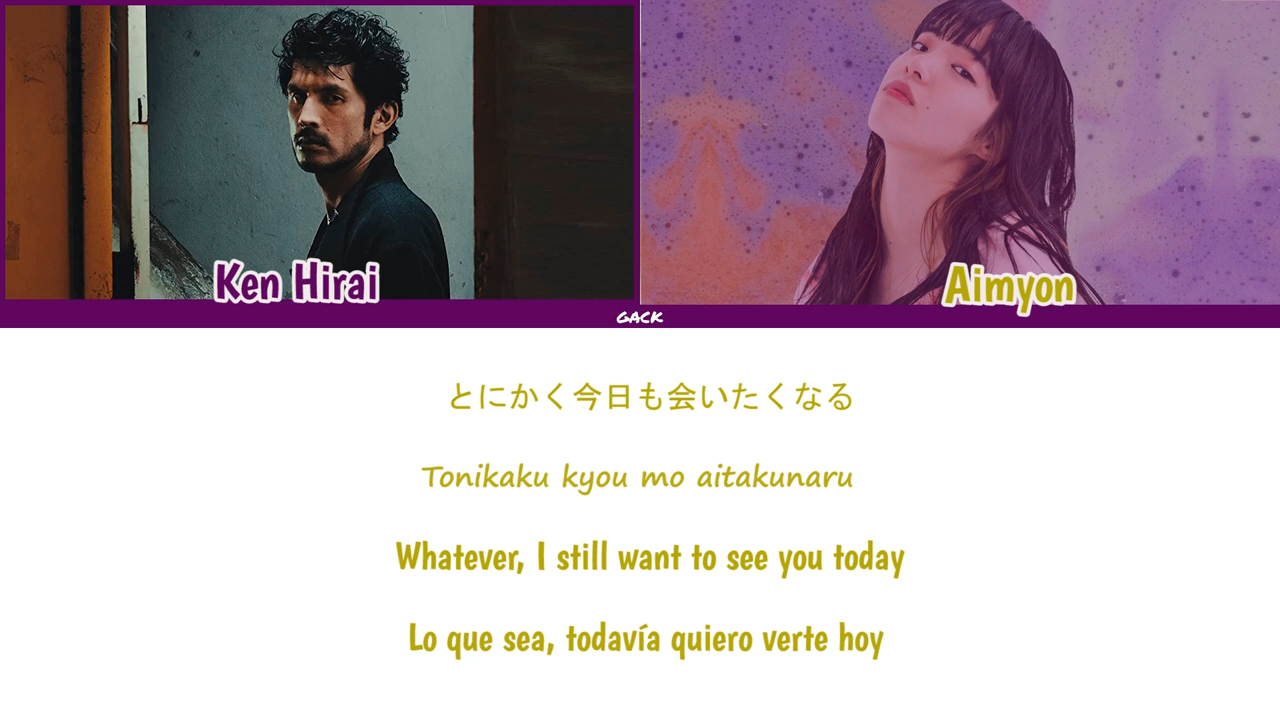 Ken Hirai
Aimyon
GACK
とにかく今日も会いたくなる
Tonikaku kyou mo aitakunaru
Whatever, I still want to see you today
Lo que sea, todavía quiero verte hoy